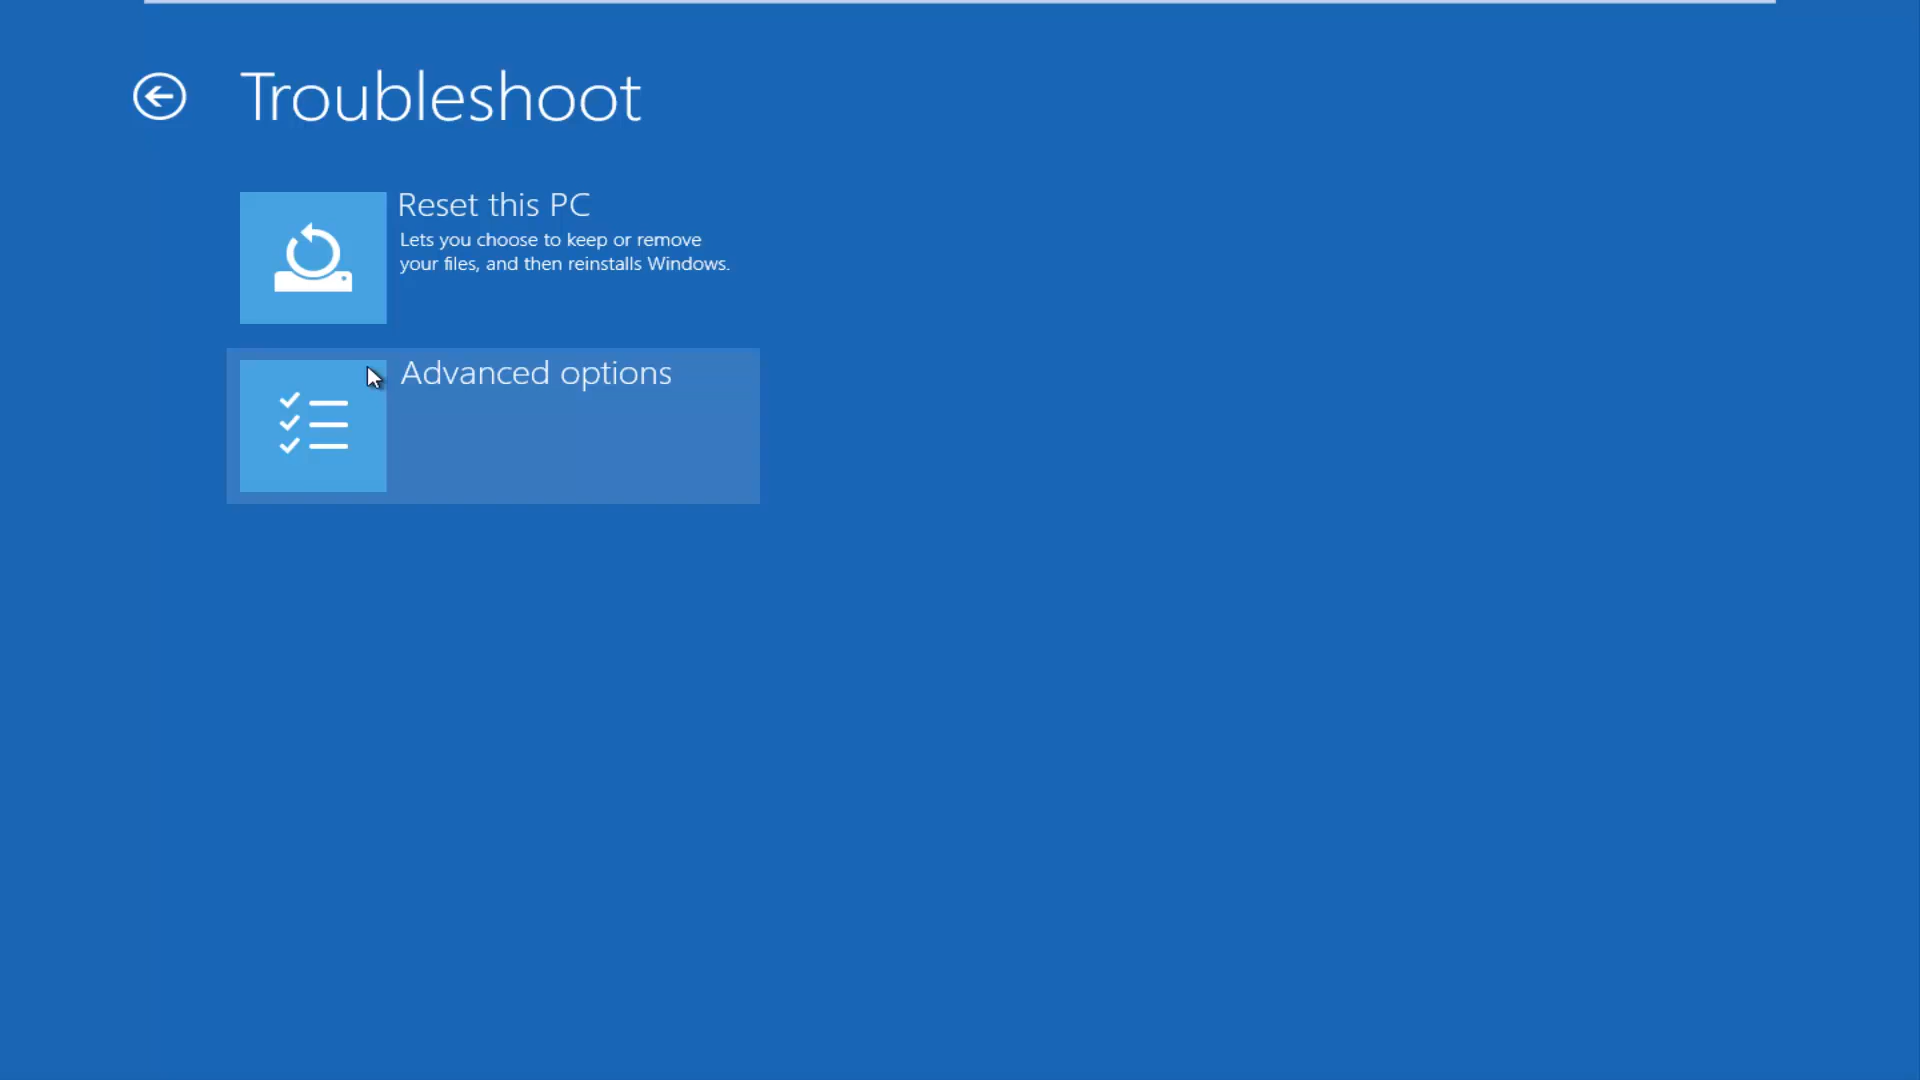 Troubleshoot
Reset this PC
Lets you choose to keep or remove
your files, and then reinstalls Windows.
Advanced options